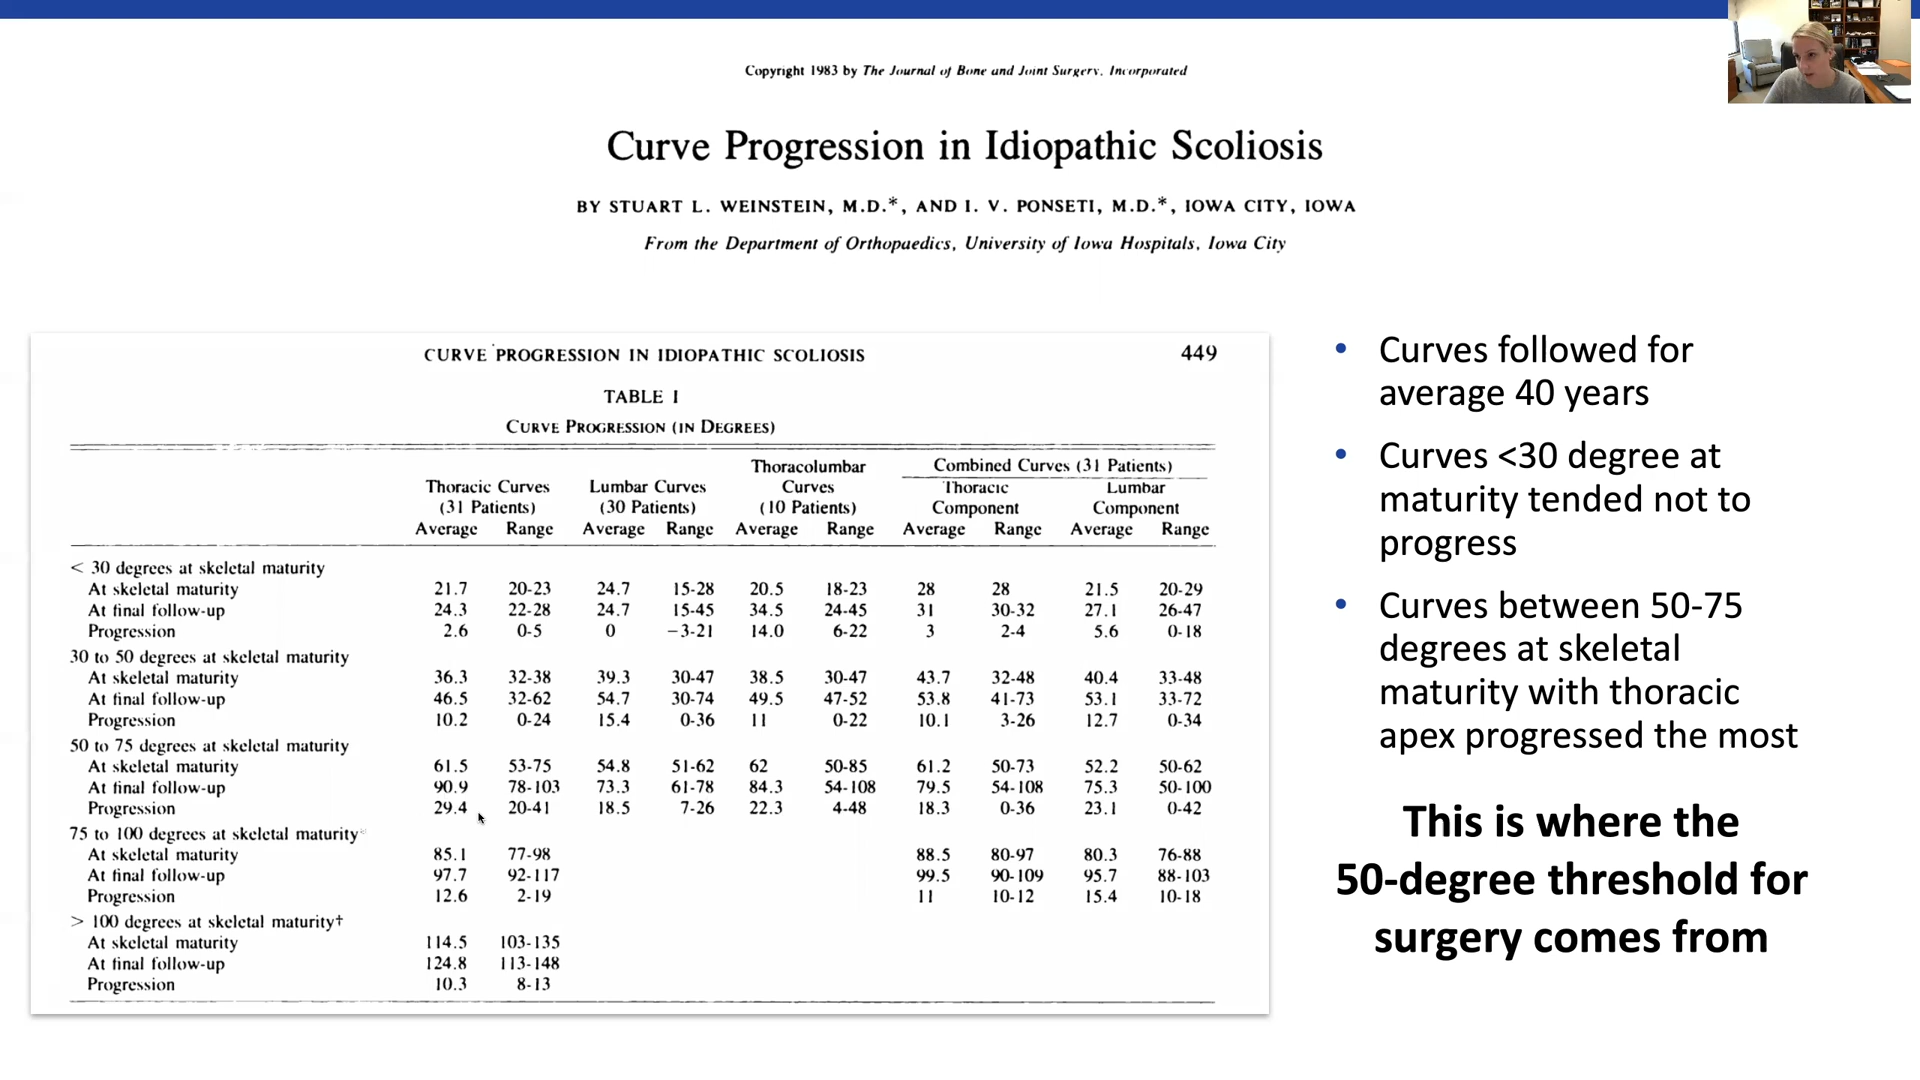 Copyright 1983 by The Journal of Bone and Joint Surgery, Incorporated
Curve Progression in Idiopathic Scoliosis
BY STUART L. WEINSTEIN, M.D.*, AND I. V. PONSETI, M.D.*, IOWA CITY, IOWA
From the Department of Orthopaedics, University of Iowa Hospitals, Iowa City
CURVE PROGRESSION IN IDIOPATHIC SCOLIOSIS 449
TABLE I
CURVE PROGRESSION (IN DEGREES)
Thoracolumbar Combined Curves (31 Patients)
Thoracic Curves Lumbar Curves Curves Thoracic Lumbar
(31 Patients) (30 Patients) (10 Patients) Component Component
Average Range Average Range Average Range Average Range Average Range
< 30 degrees at skeletal maturity
At skeletal maturity 21.7 20-23 24.7 15-28 20.5 18-23 28 28 21.5 20-29
At final follow-up 24.3 22-28 24.7 15-45 34.5 24-45 31 30-32 27.1 26-47
Progression 2.6 0-5 0 −3-21 14.0 6-22 3 2-4 5.6 0-18
30 to 50 degrees at skeletal maturity
At skeletal maturity 36.3 32-38 39.3 30-47 38.5 30-47 43.7 32-48 40.4 33-48
At final follow-up 46.5 32-62 54.7 30-74 49.5 47-52 53.8 41-73 53.1 33-72
Progression 10.2 0-24 15.4 0-36 11 0-22 10.1 3-26 12.7 0-34
50 to 75 degrees at skeletal maturity
At skeletal maturity 61.5 53-75 54.8 51-62 62 50-85 61.2 50-73 52.2 50-62
At final follow-up 90.9 78-103 73.3 61-78 84.3 54-108 79.5 54-108 75.3 50-100
Progression 29.4 20-41 18.5 7-26 22.3 4-48 18.3 0-36 23.1 0-42
75 to 100 degrees at skeletal maturity
At skeletal maturity 85.1 77-98 88.5 80-97 80.3 76-88
At final follow-up 97.7 92-117 99.5 90-109 95.7 88-103
Progression 12.6 2-19 11 10-12 15.4 10-18
> 100 degrees at skeletal maturity†
At skeletal maturity 114.5 103-135
At final follow-up 124.8 113-148
Progression 10.3 8-13
• Curves followed for
average 40 years
• Curves <30 degree at
maturity tended not to
progress
• Curves between 50-75
degrees at skeletal
maturity with thoracic
apex progressed the most
This is where the
50-degree threshold for
surgery comes from